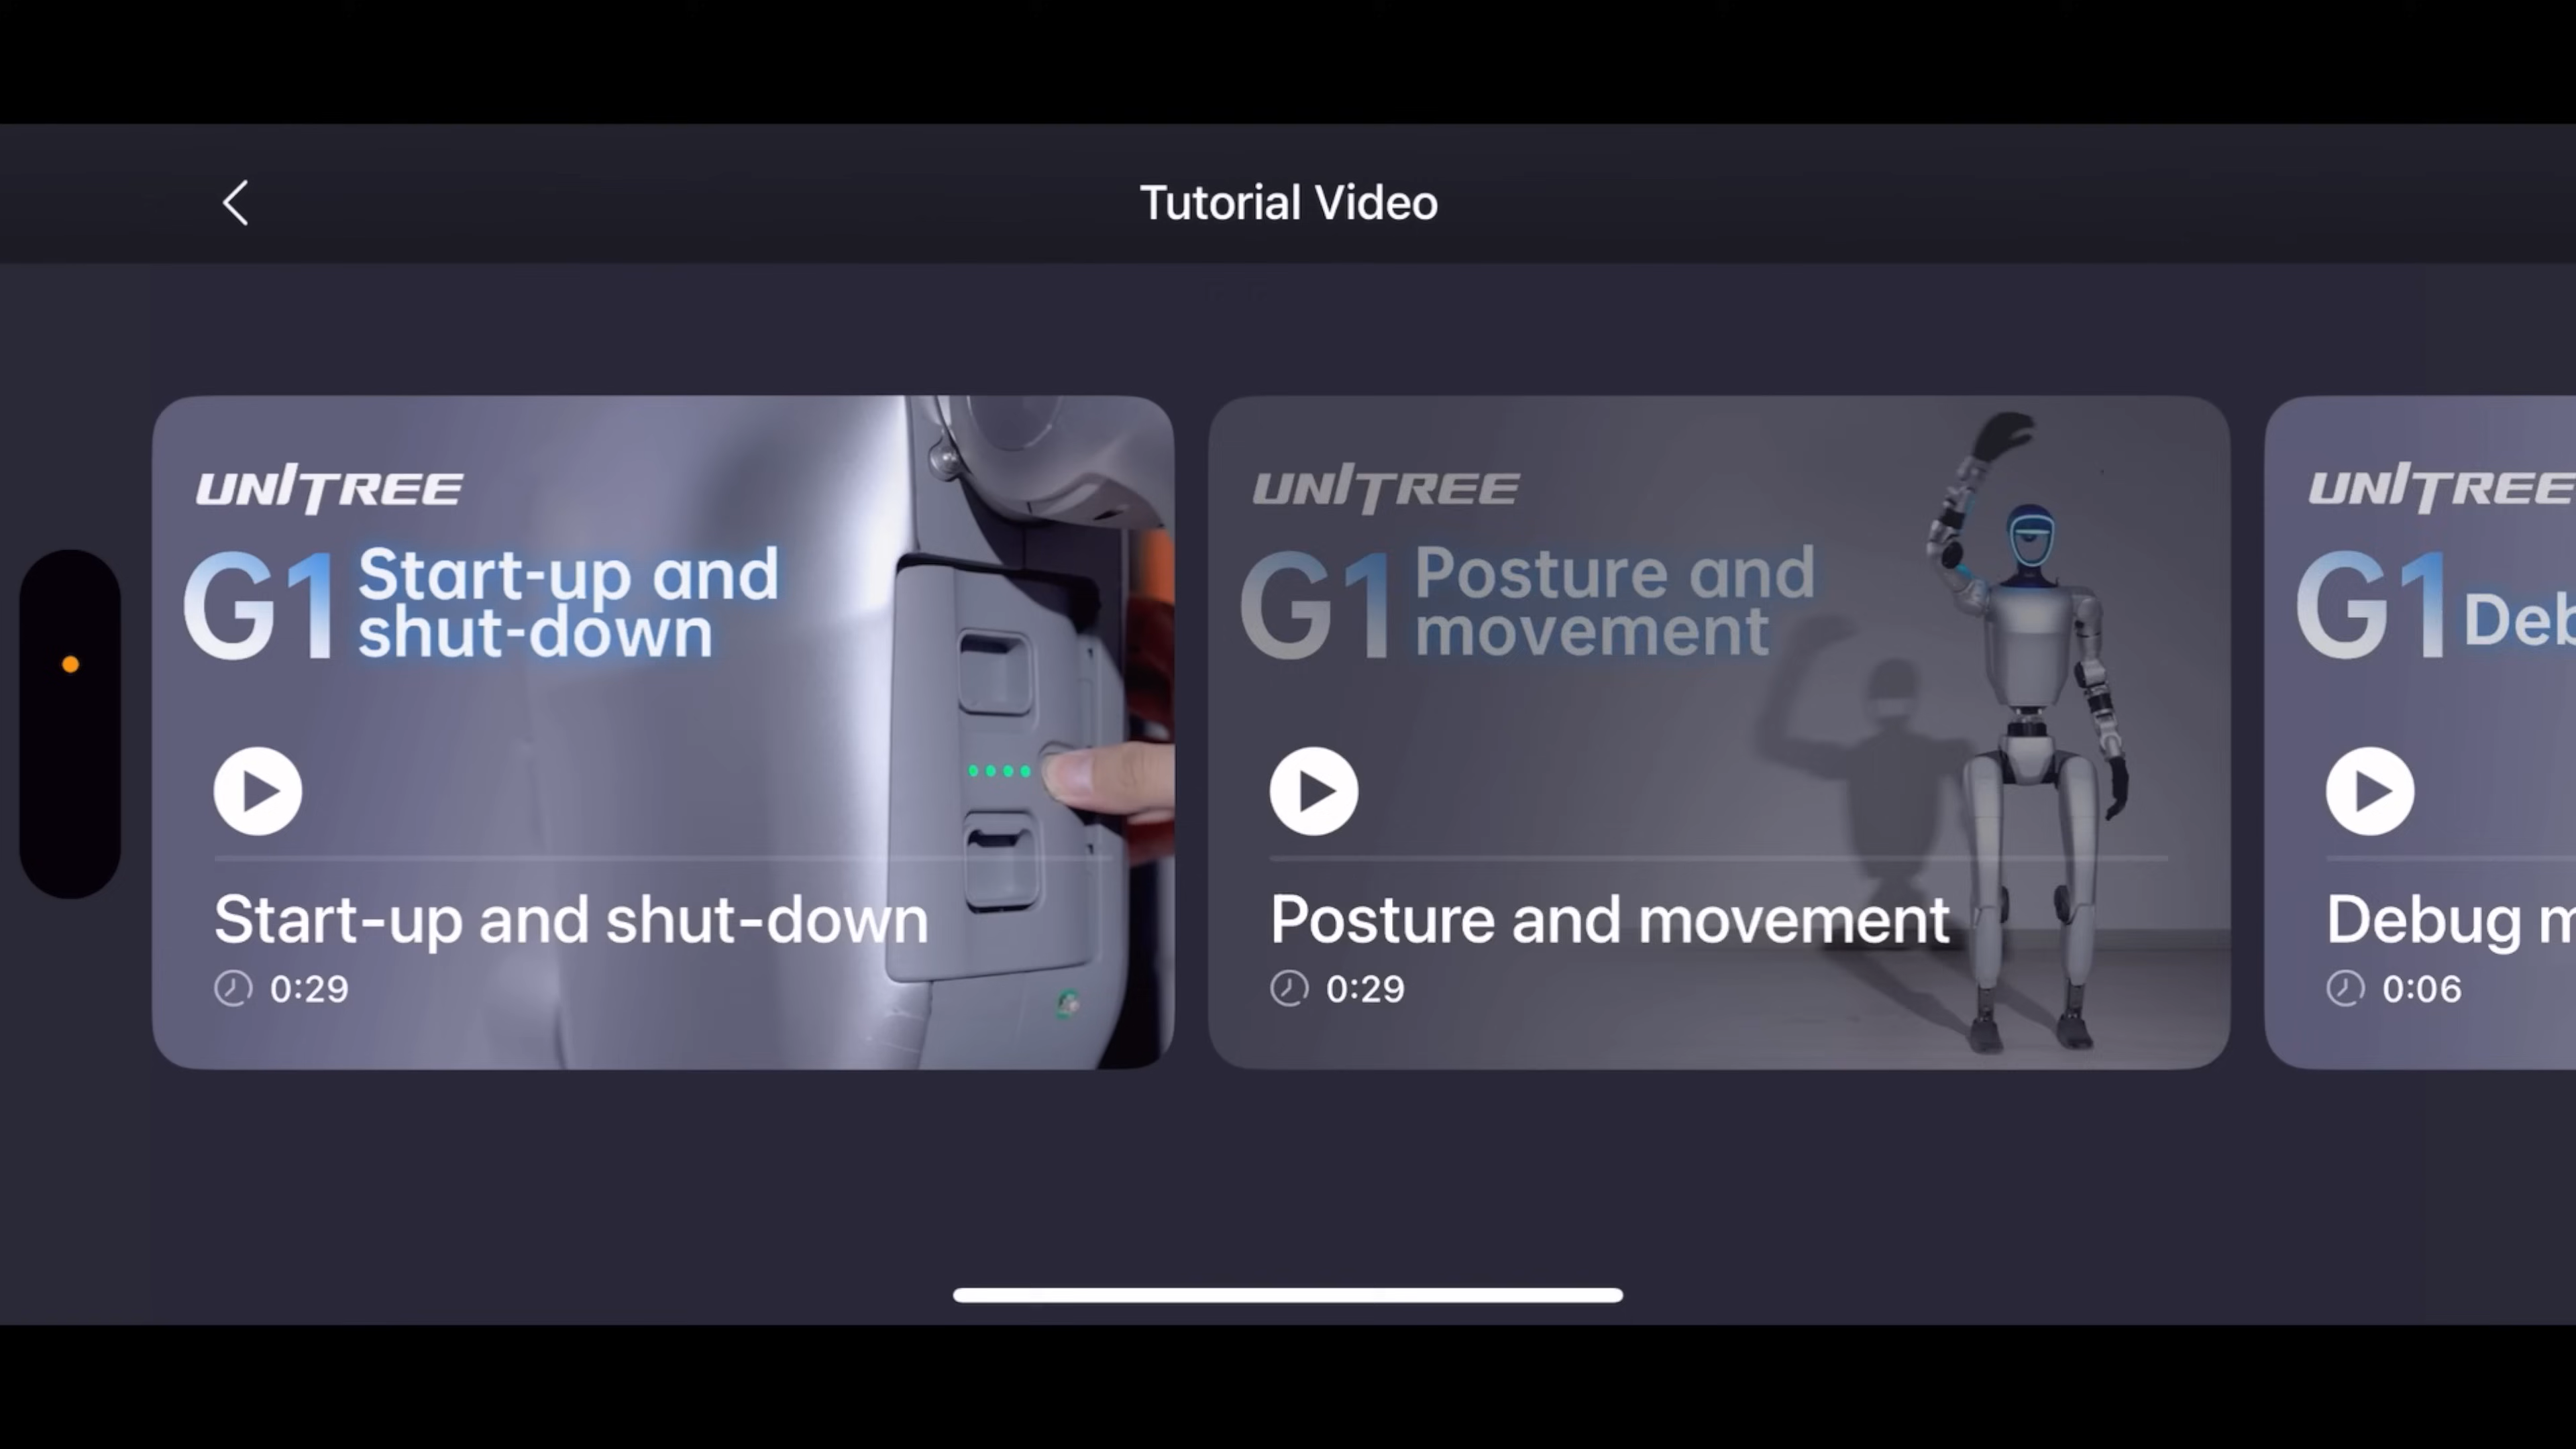 Tutorial Video
UNITREE
G1 Start-up and
shut-down
Start-up and shut-down
0:29
UNITREE
G1 Posture and
movement
Posture and movement
0:29
UNITREE
G1 Deb
Debug m
0:06